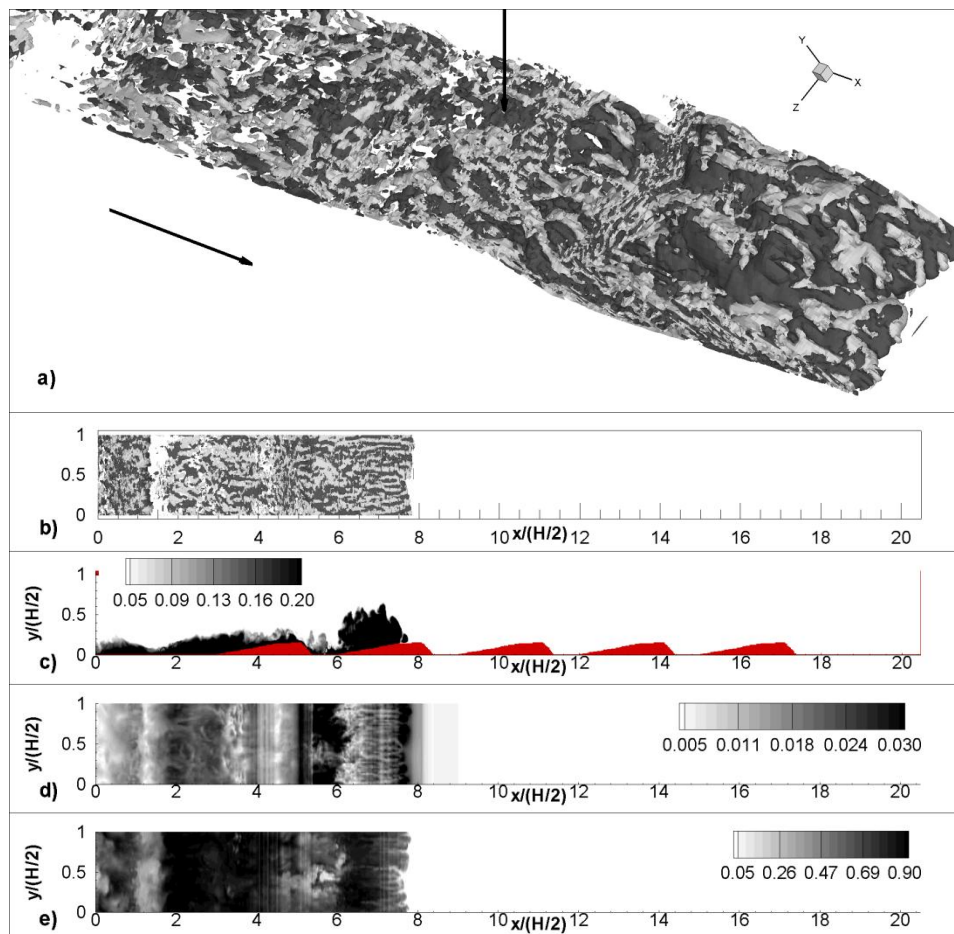 Y
X
Z
a)
1
0.5
0
b)
0 2 4 6 8 10 12 14 16 18 20
x/(H/2)
y/(H/2)
1
0.5
0
0.05 0.09 0.13 0.16 0.20
c)
0 2 4 6 8 10 12 14 16 18 20
x/(H/2)
y/(H/2)
1
0.5
0
0.005 0.011 0.018 0.024 0.030
d)
0 2 4 6 8 10 12 14 16 18 20
x/(H/2)
y/(H/2)
1
0.5
0
0.05 0.26 0.47 0.69 0.90
e)
0 2 4 6 8 10 12 14 16 18 20
x/(H/2)